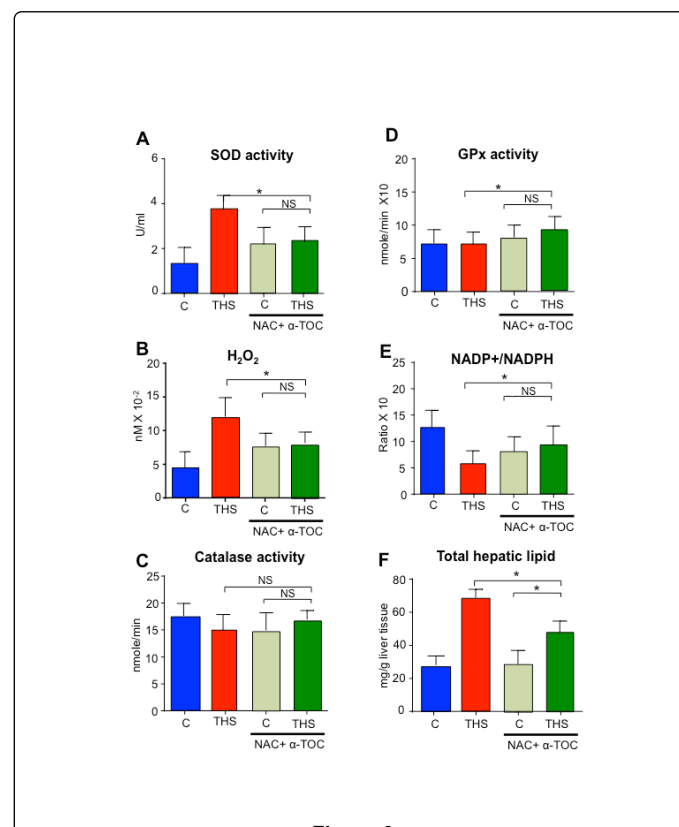 A
SOD activity
U/ml
6
4
2
0
*
NS
C
THS
C
THS
NAC+ α-TOC
B
H₂O₂
nM X 10⁻²
20
15
10
5
0
*
NS
C
THS
C
THS
NAC+ α-TOC
C
Catalase activity
nmole/min
25
20
15
10
5
0
NS
NS
C
THS
C
THS
NAC+ α-TOC
D
GPx activity
nmole/min X10
20
15
10
5
0
*
NS
C
THS
C
THS
NAC+ α-TOC
E
NADP+/NADPH
Ratio X 10
20
15
10
5
0
*
NS
C
THS
C
THS
NAC+ α-TOC
F
Total hepatic lipid
mg/g liver tissue
80
60
40
20
0
*
*
C
THS
C
THS
NAC+ α-TOC